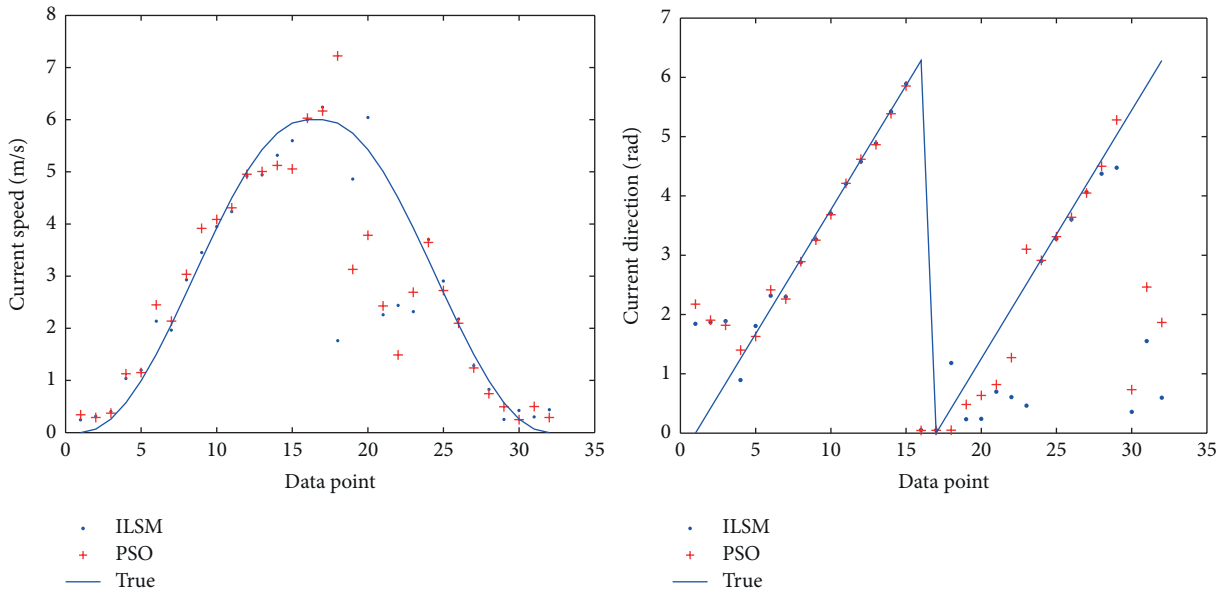 8
7
6
5
4
3
2
1
0
Current speed (m/s)
0 5 10 15 20 25 30 35
Data point
ILSM
PSO
True
7
6
5
4
3
2
1
0
Current direction (rad)
0 5 10 15 20 25 30 35
Data point
ILSM
PSO
True